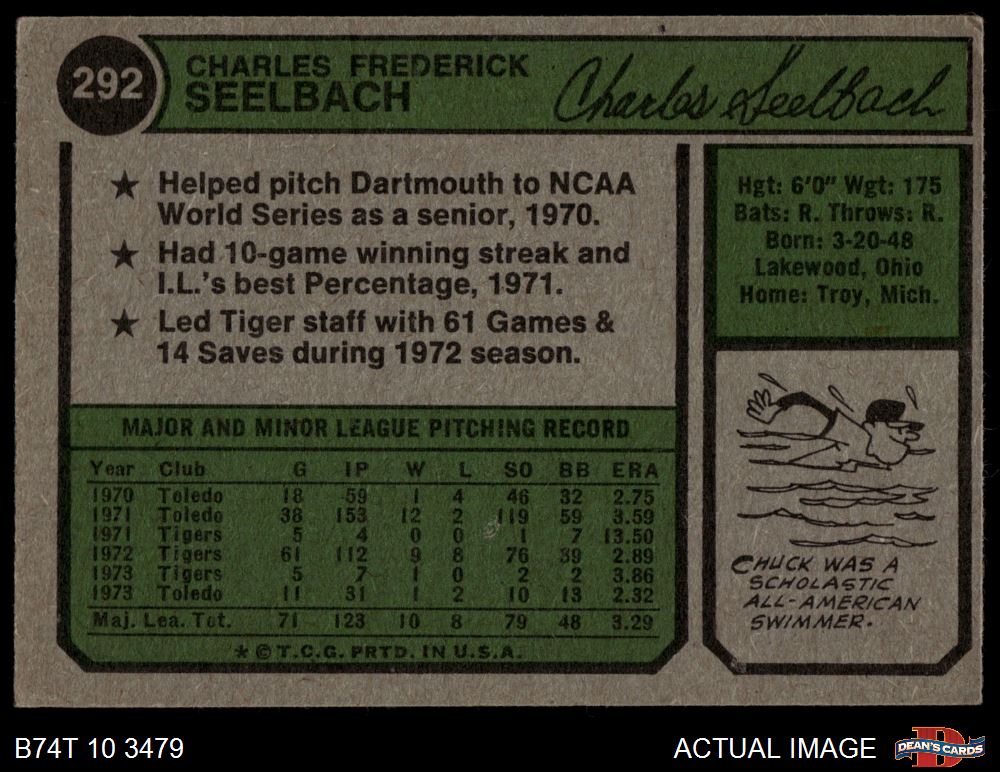 292
CHARLES FREDERICK
SEELBACH
Charles Seelbach
★ Helped pitch Dartmouth to NCAA
World Series as a senior, 1970.
★ Had 10-game winning streak and
I.L.'s best Percentage, 1971.
★ Led Tiger staff with 61 Games &
14 Saves during 1972 season.
Hgt: 6'0" Wgt: 175
Bats: R. Throws: R.
Born: 3-20-48
Lakewood, Ohio
Home: Troy, Mich.
MAJOR AND MINOR LEAGUE PITCHING RECORD
Year Club G IP W L SO BB ERA
1970 Toledo 18 59 1 4 46 32 2.75
1971 Toledo 38 153 12 2 119 59 3.59
1971 Tigers 5 4 0 0 1 7 13.50
1972 Tigers 61 112 9 8 76 39 2.89
1973 Tigers 5 7 1 0 2 2 3.86
1973 Toledo 11 31 1 2 10 13 2.32
Maj. Lea. Tot. 71 123 10 8 79 48 3.29
* © T.C.G. PRTD. IN U.S.A.
CHUCK WAS A
SCHOLASTIC
ALL-AMERICAN
SWIMMER.
B74T 10 3479
ACTUAL IMAGE
D
DEAN'S CARDS